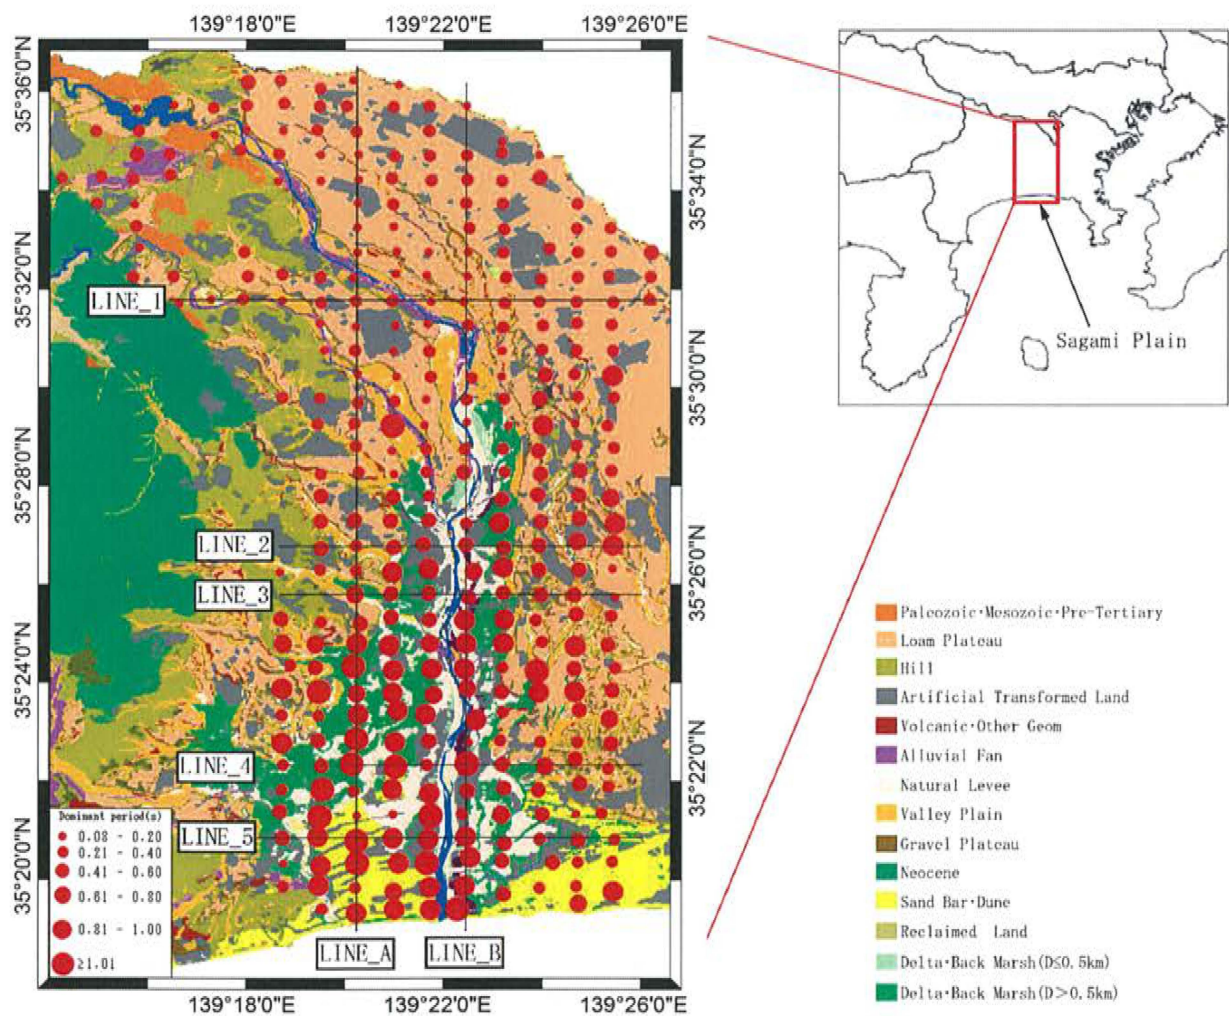 139°18'0"E 139°22'0"E 139°26'0"E
35°36'0"N
35°34'0"N
35°32'0"N
35°30'0"N
35°28'0"N
35°26'0"N
35°24'0"N
35°22'0"N
35°20'0"N
LINE_1
LINE_2
LINE_3
LINE_4
LINE_5
LINE_A
LINE_B
Dominant period(s)
0.08 - 0.20
0.21 - 0.40
0.41 - 0.60
0.61 - 0.80
0.81 - 1.00
≥1.01
139°18'0"E 139°22'0"E 139°26'0"E
Sagami Plain
Paleozoic·Mesozoic·Pre-Tertiary
Loam Plateau
Hill
Artificial Transformed Land
Volcanic·Other Geom
Alluvial Fan
Natural Levee
Valley Plain
Gravel Plateau
Neocene
Sand Bar·Dune
Reclaimed Land
Delta·Back Marsh(D≤0.5km)
Delta·Back Marsh(D>0.5km)